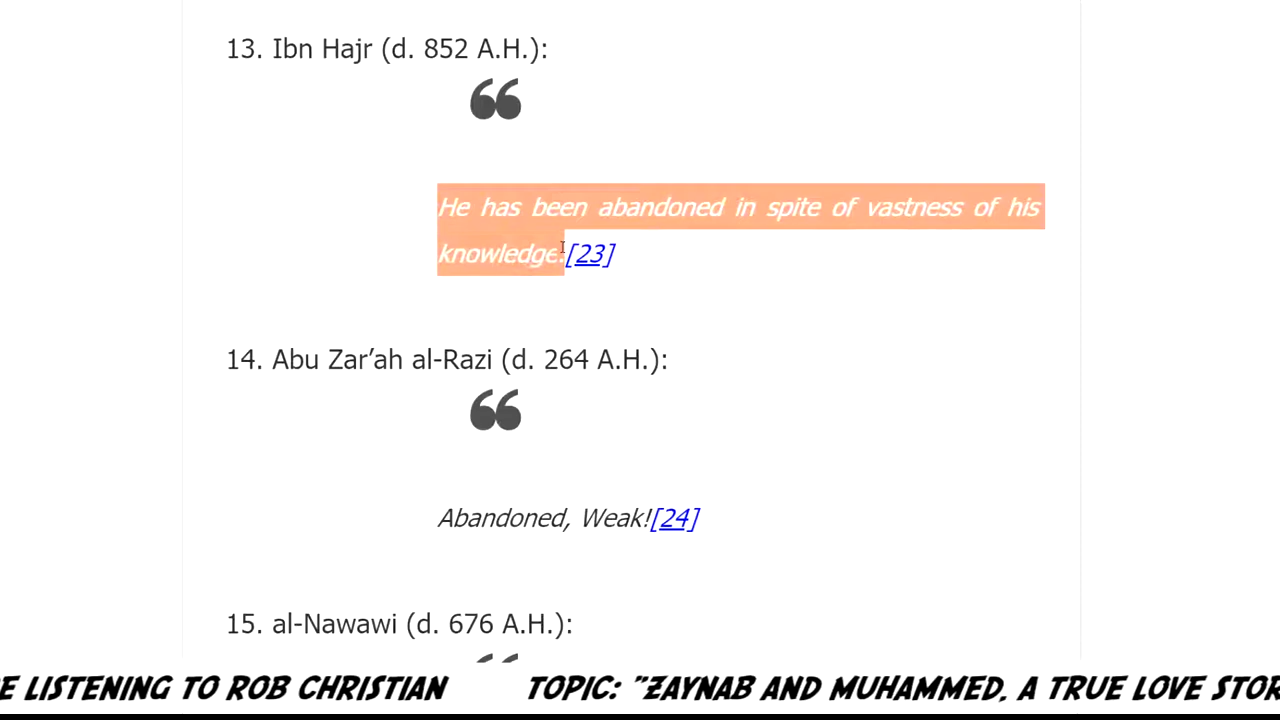 13. Ibn Hajr (d. 852 A.H.):
❝
He has been abandoned in spite of vastness of his
knowledge.[23]
14. Abu Zar’ah al-Razi (d. 264 A.H.):
❝
Abandoned, Weak![24]
15. al-Nawawi (d. 676 A.H.):
E LISTENING TO ROB CHRISTIAN TOPIC: "ZAYNAB AND MUHAMMED, A TRUE LOVE STOR